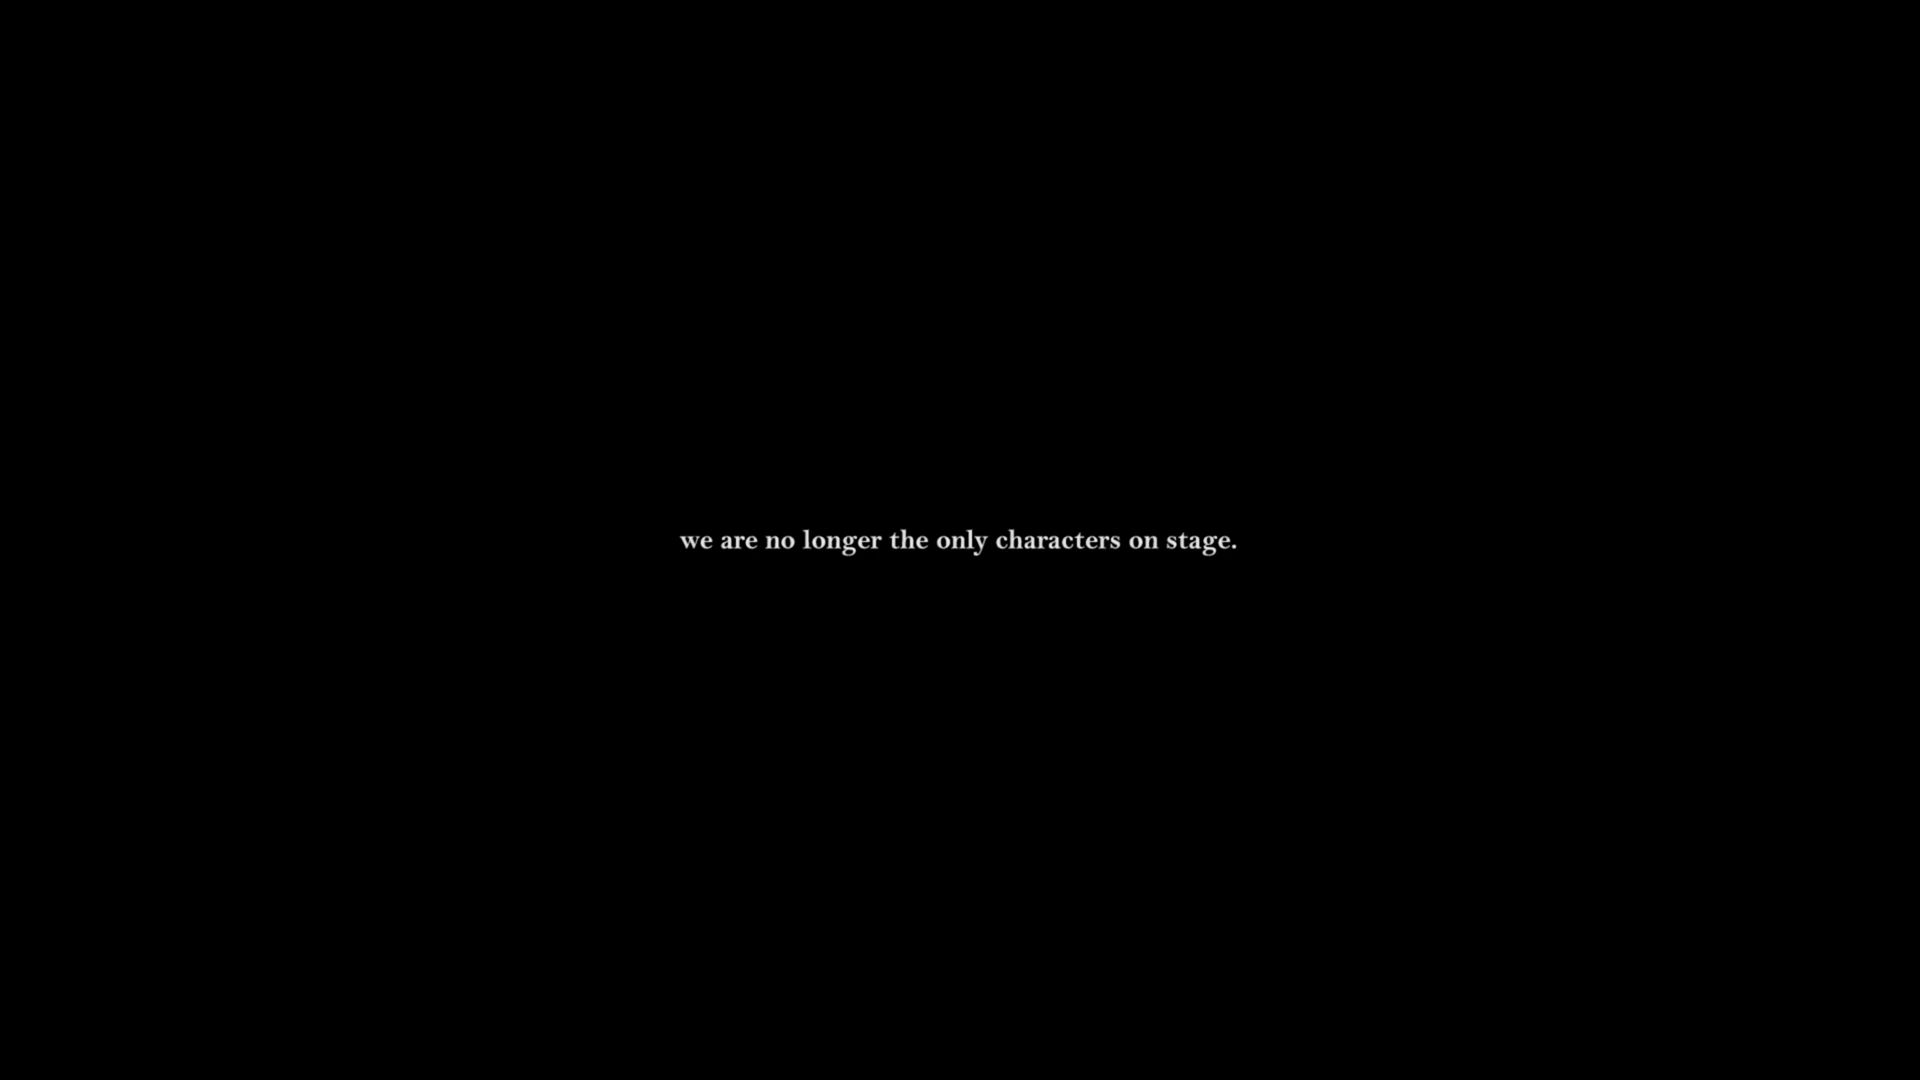 we are no longer the only characters on stage.